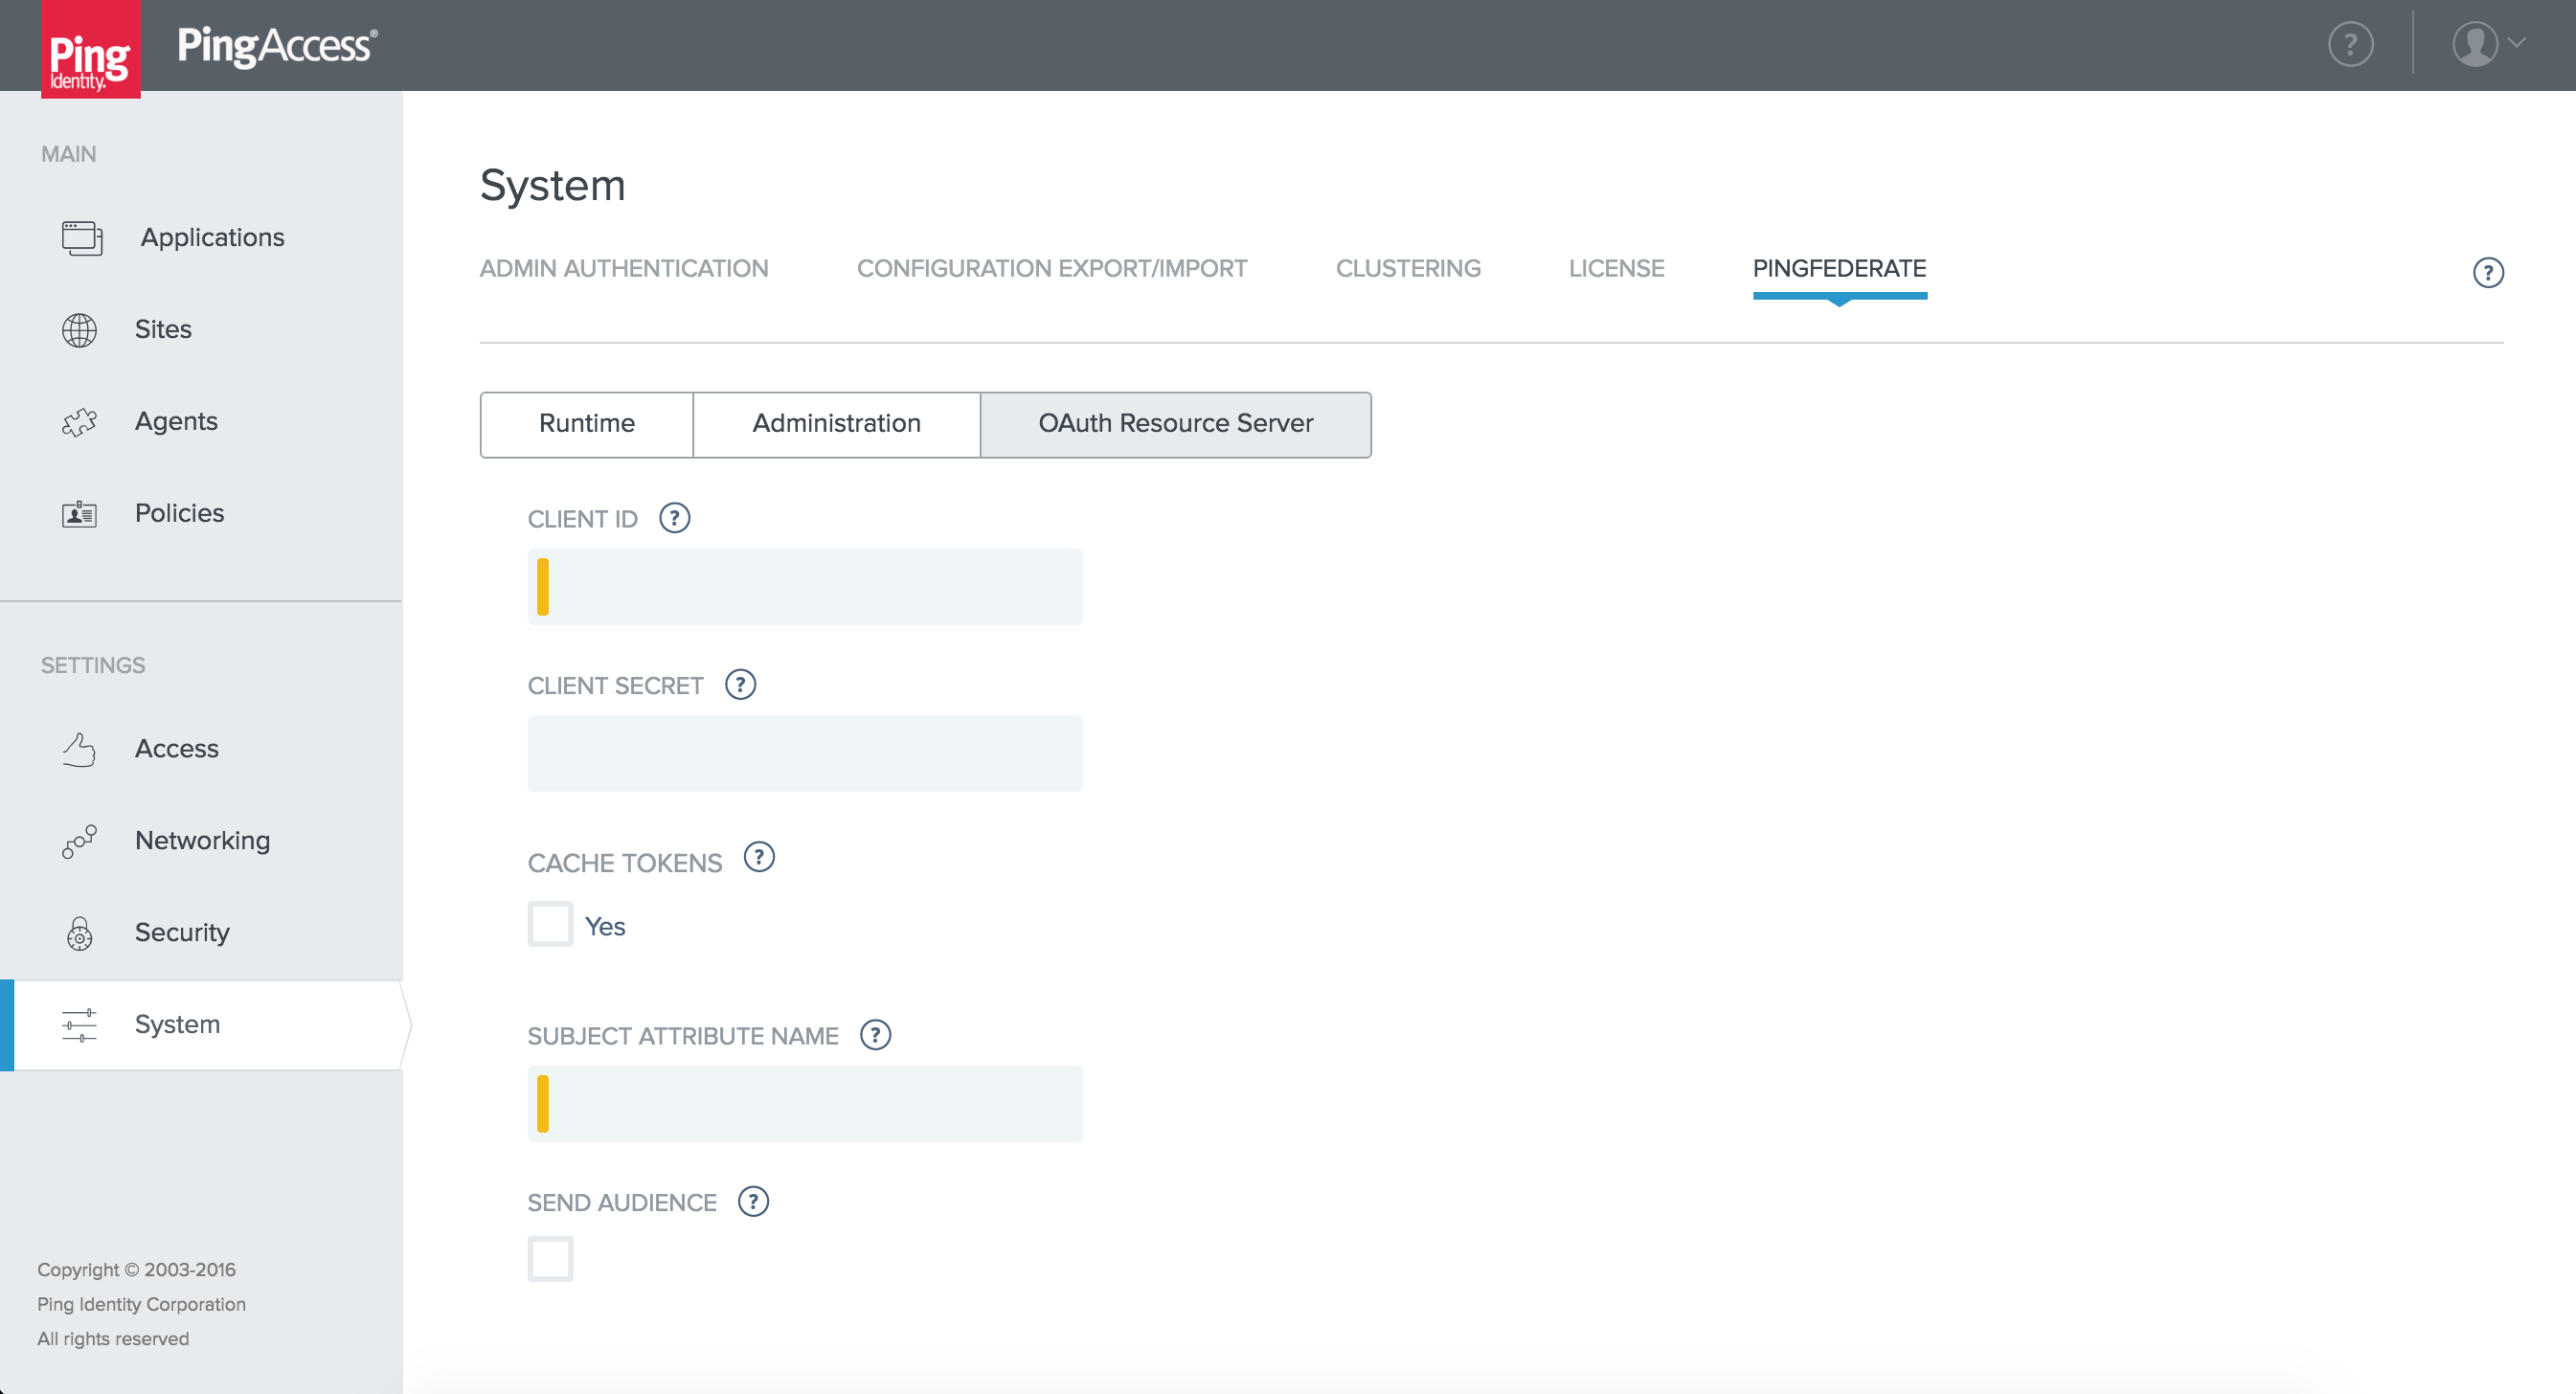 Ping
Identity.
PingAccess®
?
MAIN
Applications
Sites
Agents
Policies
SETTINGS
Access
Networking
Security
System
Copyright © 2003-2016
Ping Identity Corporation
All rights reserved
System
ADMIN AUTHENTICATION CONFIGURATION EXPORT/IMPORT CLUSTERING LICENSE PINGFEDERATE ?
Runtime Administration OAuth Resource Server
CLIENT ID ?
CLIENT SECRET ?
CACHE TOKENS ?
Yes
SUBJECT ATTRIBUTE NAME ?
SEND AUDIENCE ?